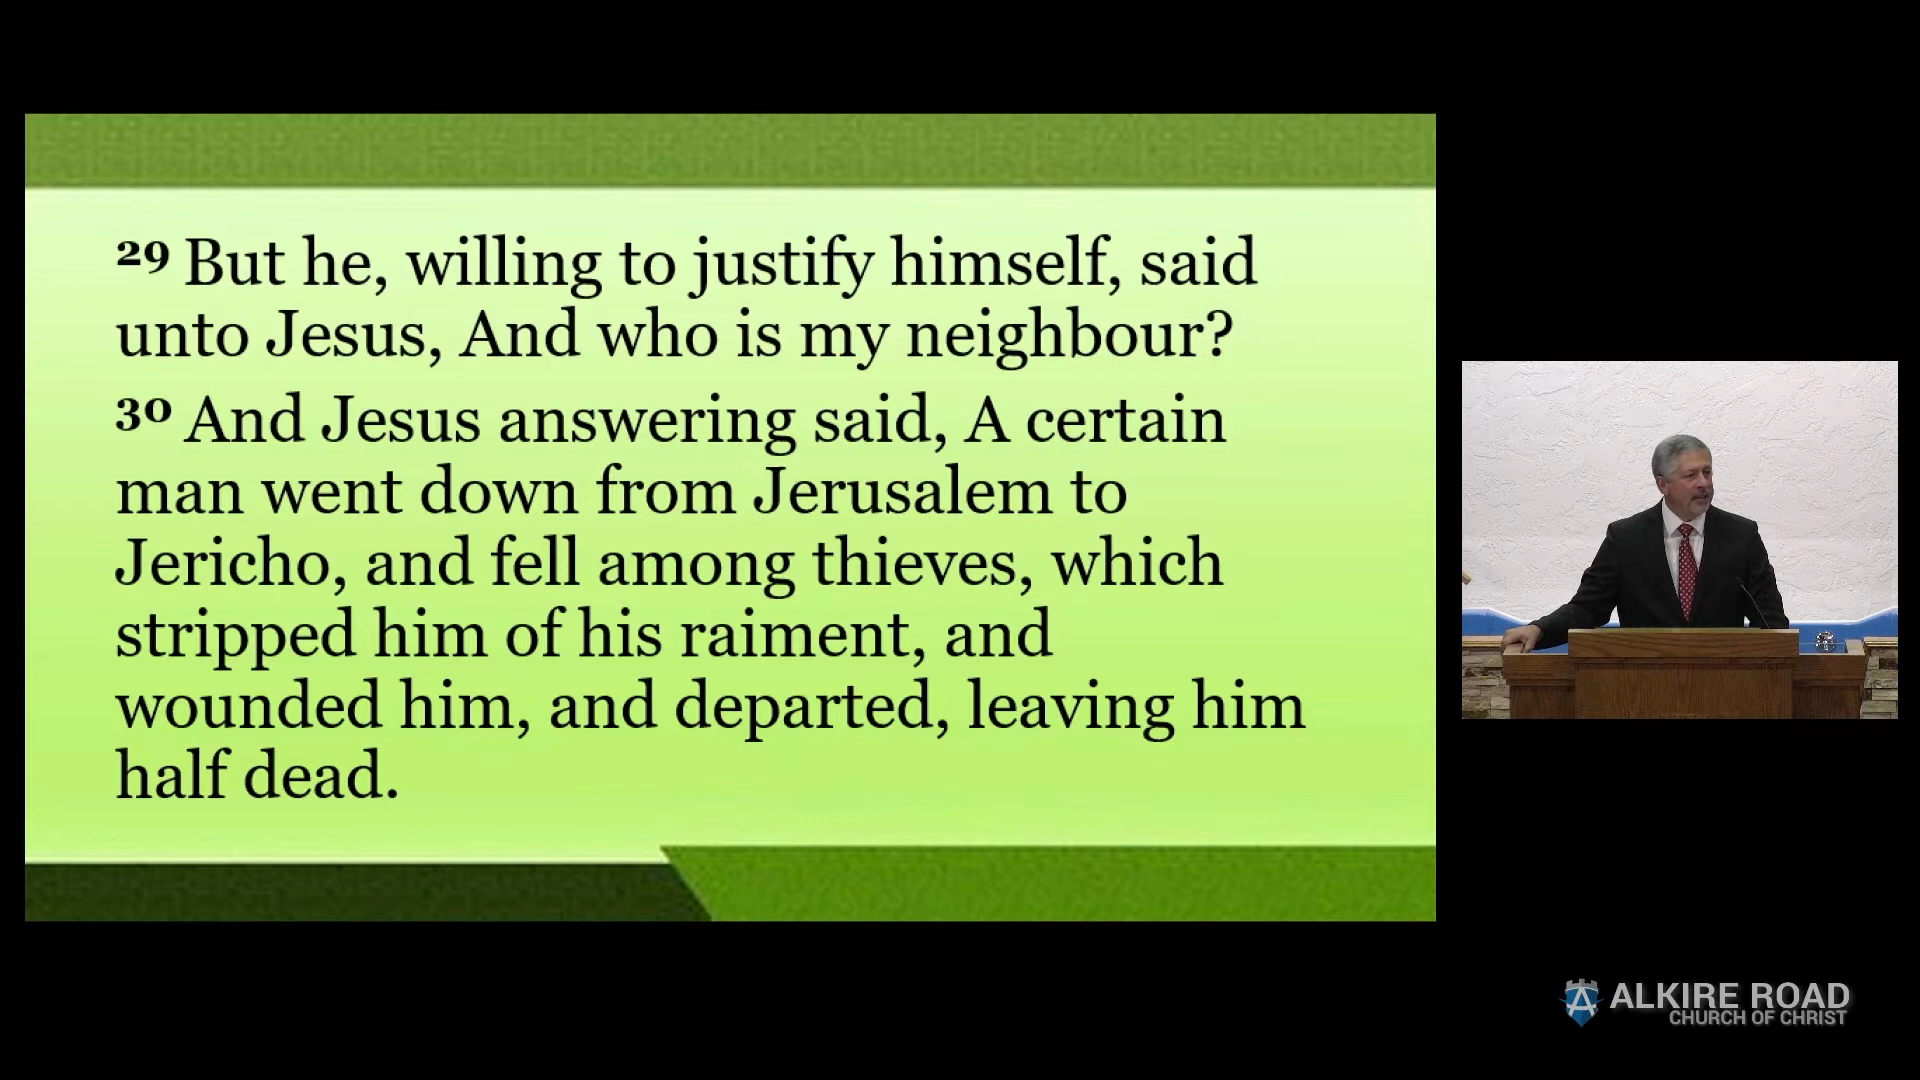 29 But he, willing to justify himself, said
unto Jesus, And who is my neighbour?
30 And Jesus answering said, A certain
man went down from Jerusalem to
Jericho, and fell among thieves, which
stripped him of his raiment, and
wounded him, and departed, leaving him
half dead.
ALKIRE ROAD
CHURCH OF CHRIST